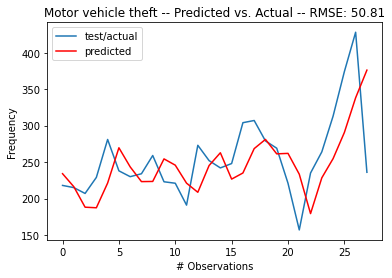 Motor vehicle theft -- Predicted vs. Actual -- RMSE: 50.81
test/actual
predicted
Frequency
400
350
300
250
200
150
0 5 10 15 20 25
# Observations